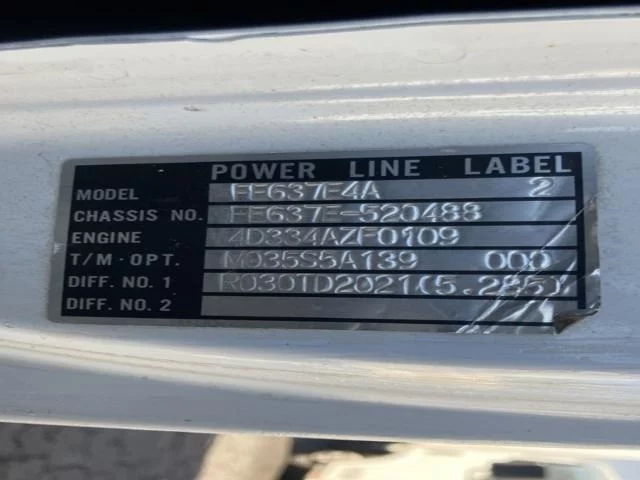 POWER LINE LABEL
MODEL FE637E4A 2
CHASSIS NO. FE637E-520488
ENGINE 4D334AZF0109
T/M·OPT. M035S5A139 000
DIFF. NO. 1 R030TD2021(5.285)
DIFF. NO. 2